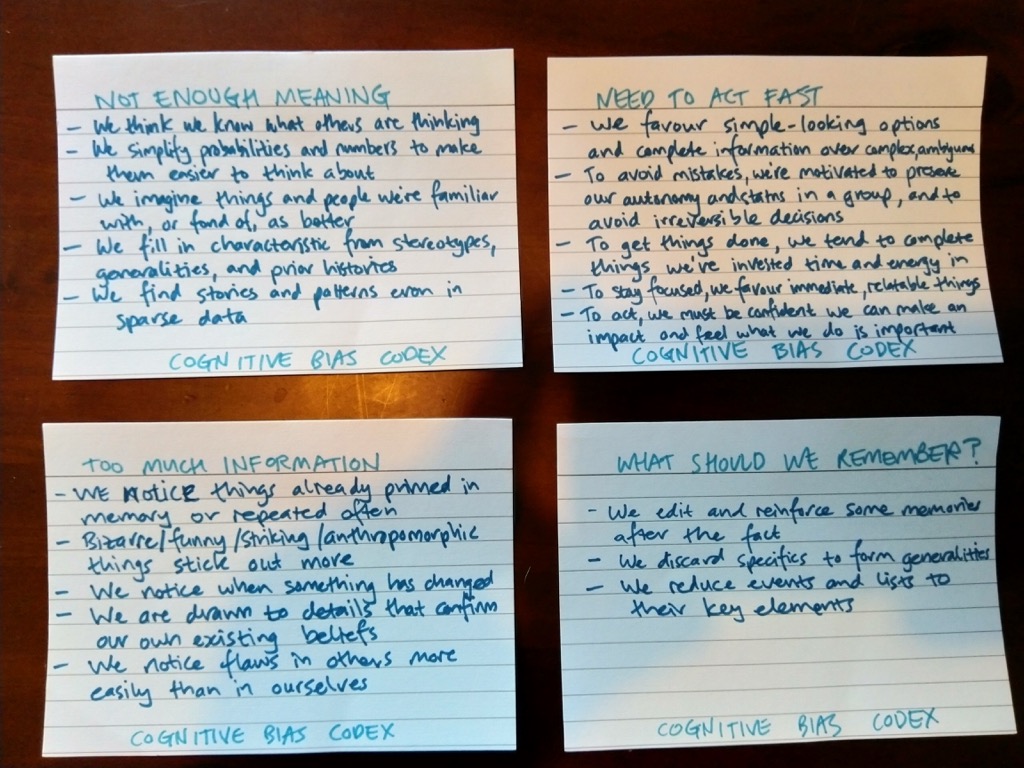 NOT ENOUGH MEANING
- We think we know what others are thinking
- We simplify probabilities and numbers to make
them easier to think about
- We imagine things and people we're familiar
with, or fond of, as better
- We fill in characteristic from stereotypes,
generalities, and prior histories
- We find stories and patterns even in
sparse data
COGNITIVE BIAS CODEX
NEED TO ACT FAST
- We favour simple-looking options
and complete information over complex, ambiguous
- To avoid mistakes, we're motivated to preserve
our autonomy and status in a group, and to
avoid irreversible decisions
- To get things done, we tend to complete
things we've invested time and energy in
- To stay focused, we favour immediate, relatable things
- To act, we must be confident we can make an
impact and feel what we do is important
COGNITIVE BIAS CODEX
TOO MUCH INFORMATION
- WE NOTICE things already primed in
memory or repeated often
- Bizarre/funny/striking/anthropomorphic
things stick out more
- We notice when something has changed
- We are drawn to details that confirm
our own existing beliefs
- We notice flaws in others more
easily than in ourselves
COGNITIVE BIAS CODEX
WHAT SHOULD WE REMEMBER?
- We edit and reinforce some memories
after the fact
- We discard specifics to form generalities
- We reduce events and lists to
their key elements
COGNITIVE BIAS CODEX